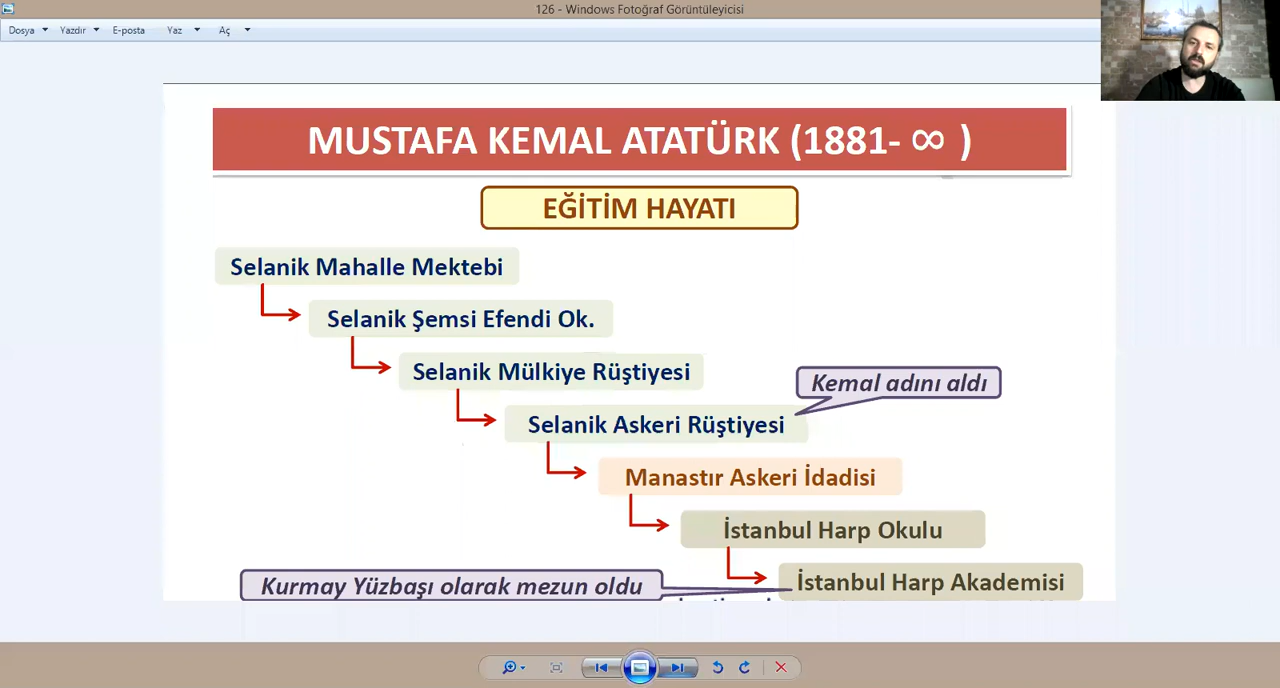 126 - Windows Fotoğraf Görüntüleyicisi
Dosya Yazdır E-posta Yaz Aç
MUSTAFA KEMAL ATATÜRK (1881- ∞ )
EĞİTİM HAYATI
Selanik Mahalle Mektebi
Selanik Şemsi Efendi Ok.
Selanik Mülkiye Rüştiyesi
Kemal adını aldı
Selanik Askeri Rüştiyesi
Manastır Askeri İdadisi
İstanbul Harp Okulu
İstanbul Harp Akademisi
Kurmay Yüzbaşı olarak mezun oldu